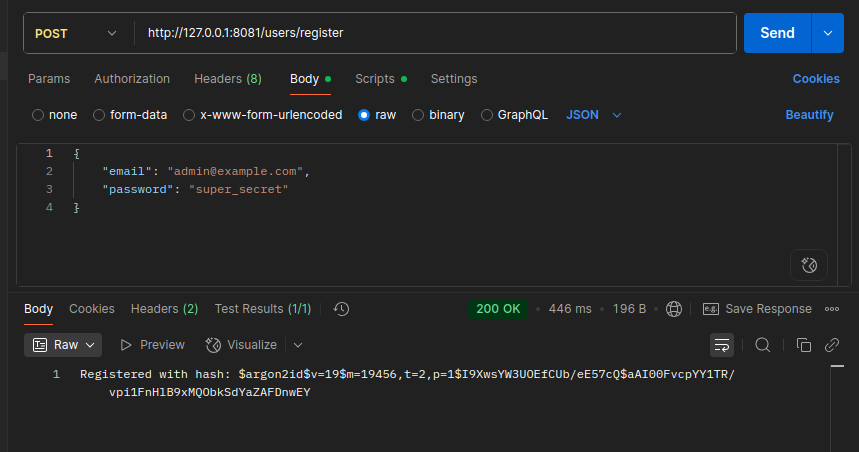 POST http://127.0.0.1:8081/users/register Send
Params Authorization Headers (8) Body Scripts Settings Cookies
none form-data x-www-form-urlencoded raw binary GraphQL JSON Beautify
1 {
2 "email": "admin@example.com",
3 "password": "super_secret"
4 }
Body Cookies Headers (2) Test Results (1/1) 200 OK 446 ms 196 B e.g. Save Response
Raw Preview Visualize
1 Registered with hash: $argon2id$v=19$m=19456,t=2,p=1$I9XwsYW3UOEfCUb/eE57cQ$aAI00FvcpYY1TR/
vpi1FnHlB9xMQObkSdYaZAFDnwEY